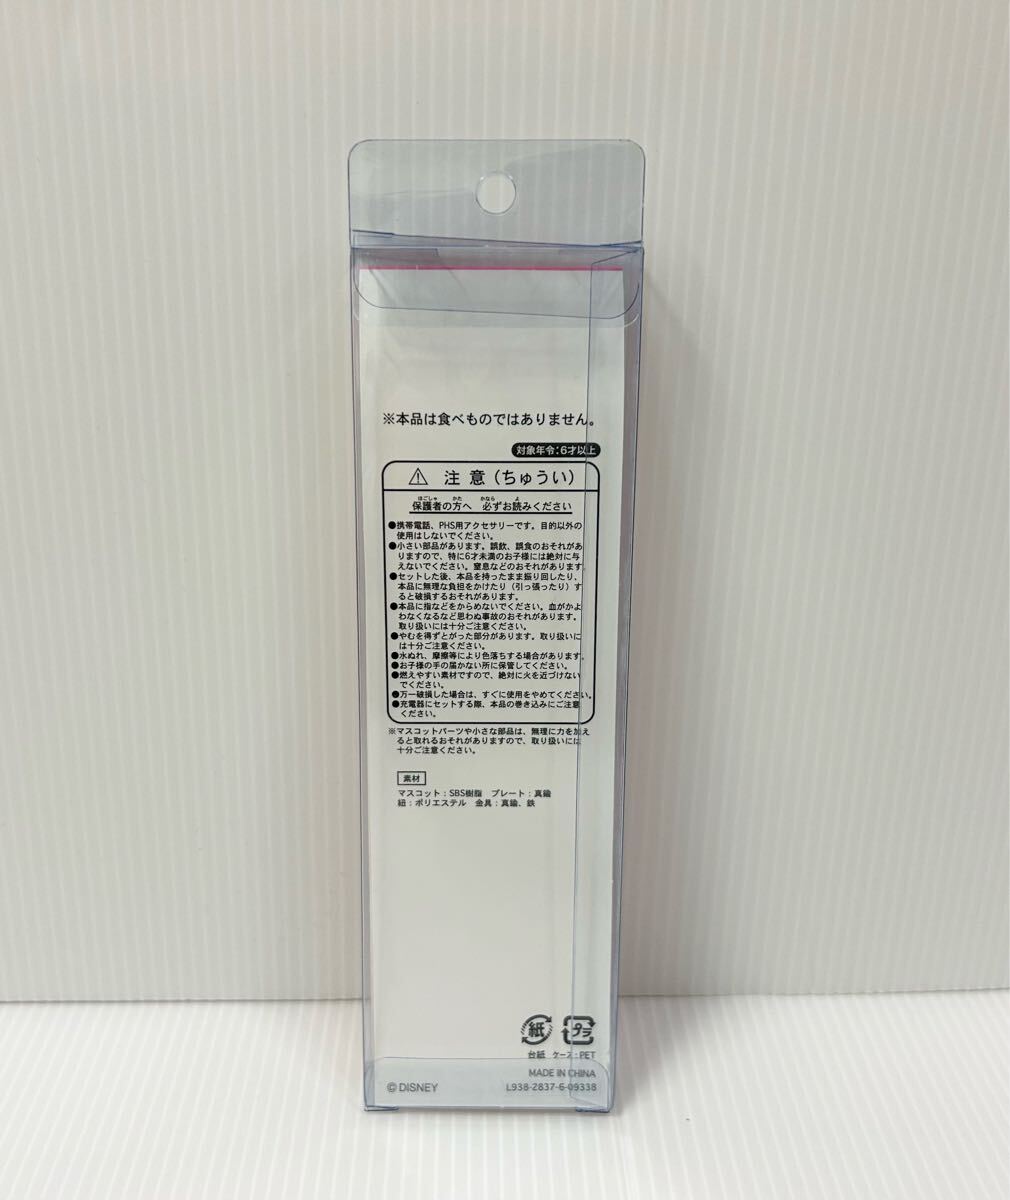 ※本品は食べものではありません。
対象年令:6才以上
注意(ちゅうい)
ほごしゃ かた かなら よ
保護者の方へ 必ずお読みください
●携帯電話、PHS用アクセサリーです。目的以外の
使用はしないでください。
●小さい部品があります。誤飲、誤食のおそれがあ
りますので、特に6才未満のお子様には絶対に与
えないでください。窒息などのおそれがあります。
●セットした後、本品を持ったまま振り回したり、
本品に無理な負担をかけたり(引っ張ったり)す
ると破損するおそれがあります。
●本品に指などをからめないでください。血がかよ
わなくなるなど思わぬ事故のおそれがあります。
取り扱いには十分ご注意ください。
●やむを得ずとがった部分があります。取り扱いに
は十分ご注意ください。
●水ぬれ、摩擦等により色落ちする場合があります。
●お子様の手の届かない所に保管してください。
●燃えやすい素材ですので、絶対に火を近づけない
でください。
●万一破損した場合は、すぐに使用をやめてください。
●充電器にセットする際、本品の巻き込みにご注意
ください。
※マスコットパーツや小さな部品は、無理に力を加え
ると取れるおそれがありますので、取り扱いには
十分ご注意ください。
素材
マスコット:SBS樹脂 プレート:真鍮
紐:ポリエステル 金具:真鍮、鉄
紙 プラ
台紙 ケース:PET
MADE IN CHINA
©DISNEY L938-2837-6-09338